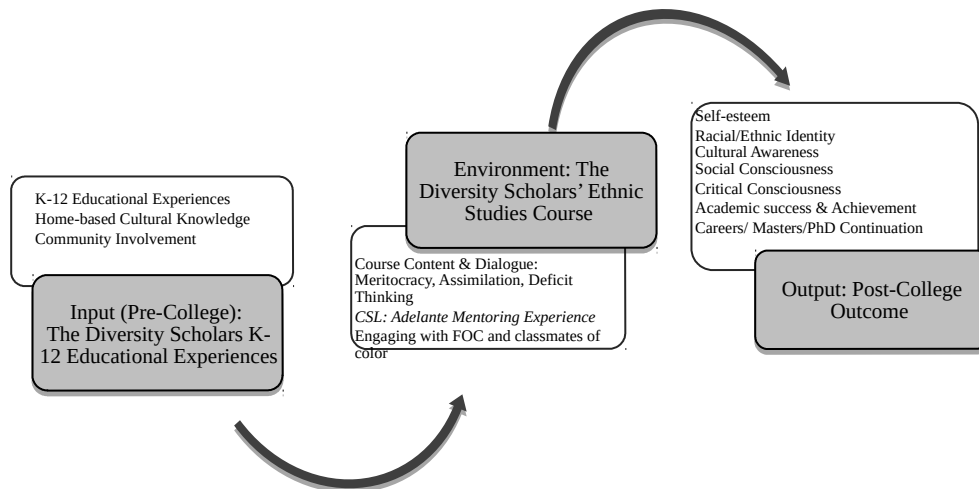 K-12 Educational Experiences
Home-based Cultural Knowledge
Community Involvement
Input (Pre-College):
The Diversity Scholars K-
12 Educational Experiences
Environment: The
Diversity Scholars’ Ethnic
Studies Course
Course Content & Dialogue:
Meritocracy, Assimilation, Deficit
Thinking
CSL: Adelante Mentoring Experience
Engaging with FOC and classmates of
color
Self-esteem
Racial/Ethnic Identity
Cultural Awareness
Social Consciousness
Critical Consciousness
Academic success & Achievement
Careers/ Masters/PhD Continuation
Output: Post-College
Outcome